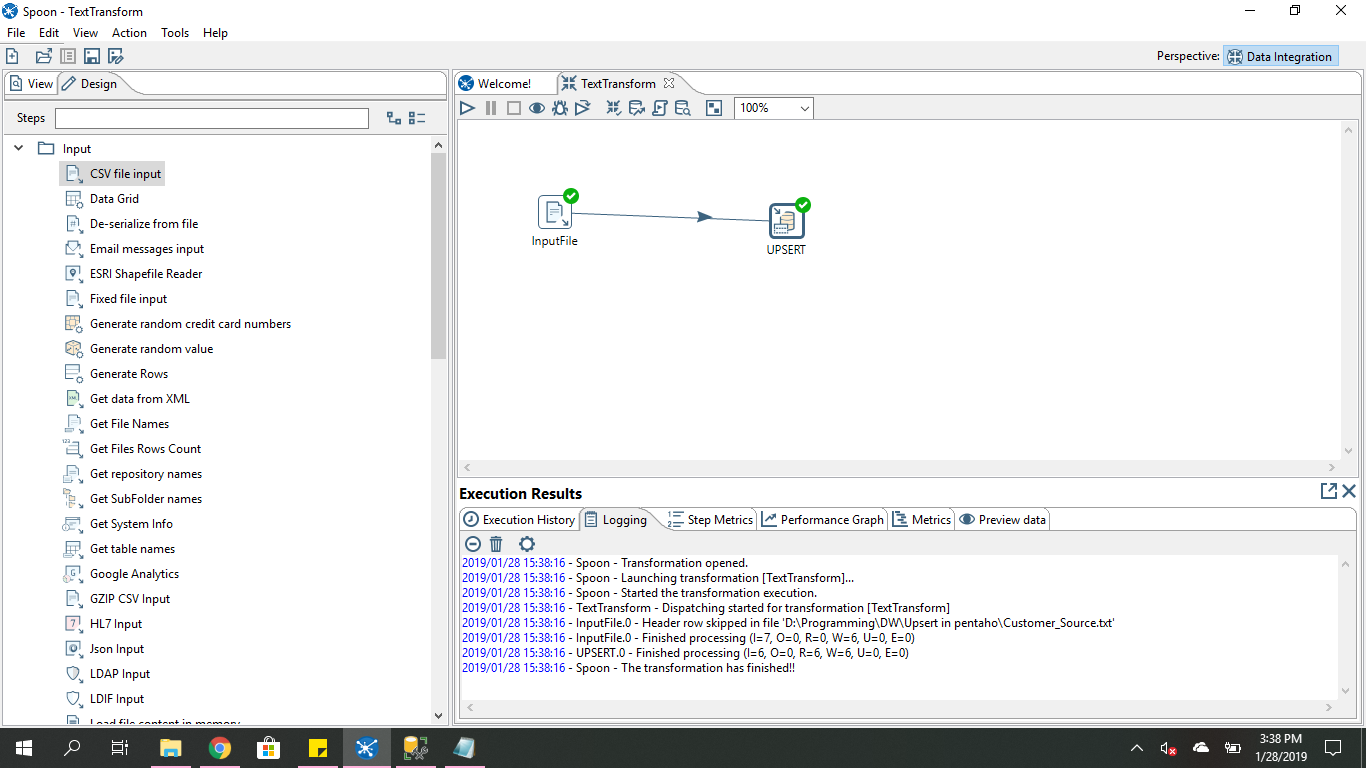 Spoon - TextTransform
File Edit View Action Tools Help
Perspective: Data Integration
View Design
Steps
Input
CSV file input
Data Grid
De-serialize from file
Email messages input
ESRI Shapefile Reader
Fixed file input
Generate random credit card numbers
Generate random value
Generate Rows
Get data from XML
Get File Names
Get Files Rows Count
Get repository names
Get SubFolder names
Get System Info
Get table names
Google Analytics
GZIP CSV Input
HL7 Input
Json Input
LDAP Input
LDIF Input
Load file content in memory
Welcome! TextTransform
100%
InputFile
UPSERT
Execution Results
Execution History Logging Step Metrics Performance Graph Metrics Preview data
2019/01/28 15:38:16 - Spoon - Transformation opened.
2019/01/28 15:38:16 - Spoon - Launching transformation [TextTransform]...
2019/01/28 15:38:16 - Spoon - Started the transformation execution.
2019/01/28 15:38:16 - TextTransform - Dispatching started for transformation [TextTransform]
2019/01/28 15:38:16 - InputFile.0 - Header row skipped in file 'D:\Programming\DW\Upsert in pentaho\Customer_Source.txt'
2019/01/28 15:38:16 - InputFile.0 - Finished processing (I=7, O=0, R=0, W=6, U=0, E=0)
2019/01/28 15:38:16 - UPSERT.0 - Finished processing (I=6, O=0, R=6, W=6, U=0, E=0)
2019/01/28 15:38:16 - Spoon - The transformation has finished!!
3:38 PM
1/28/2019